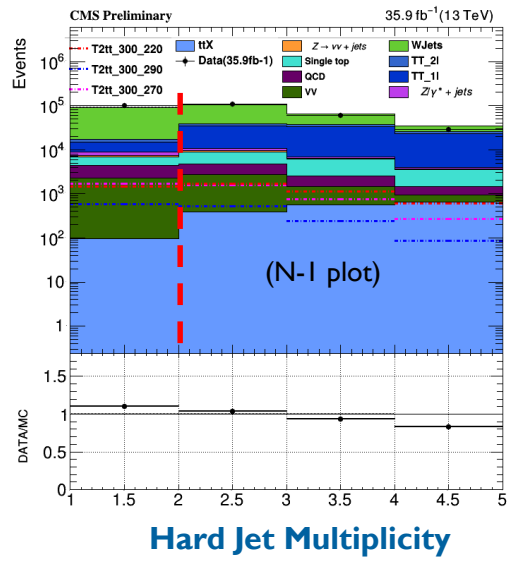 CMS Preliminary 35.9 fb⁻¹ (13 TeV)
Events
10⁶
10⁵
10⁴
10³
10²
10
1
T2tt_300_220
T2tt_300_290
T2tt_300_270
ttX
Data(35.9fb-1)
Z → νν + jets
Single top
QCD
VV
WJets
TT_2l
TT_1l
Z/γ* + jets
(N-1 plot)
DATA/MC
1.5
1
0.5
0
1 1.5 2 2.5 3 3.5 4 4.5 5
Hard Jet Multiplicity